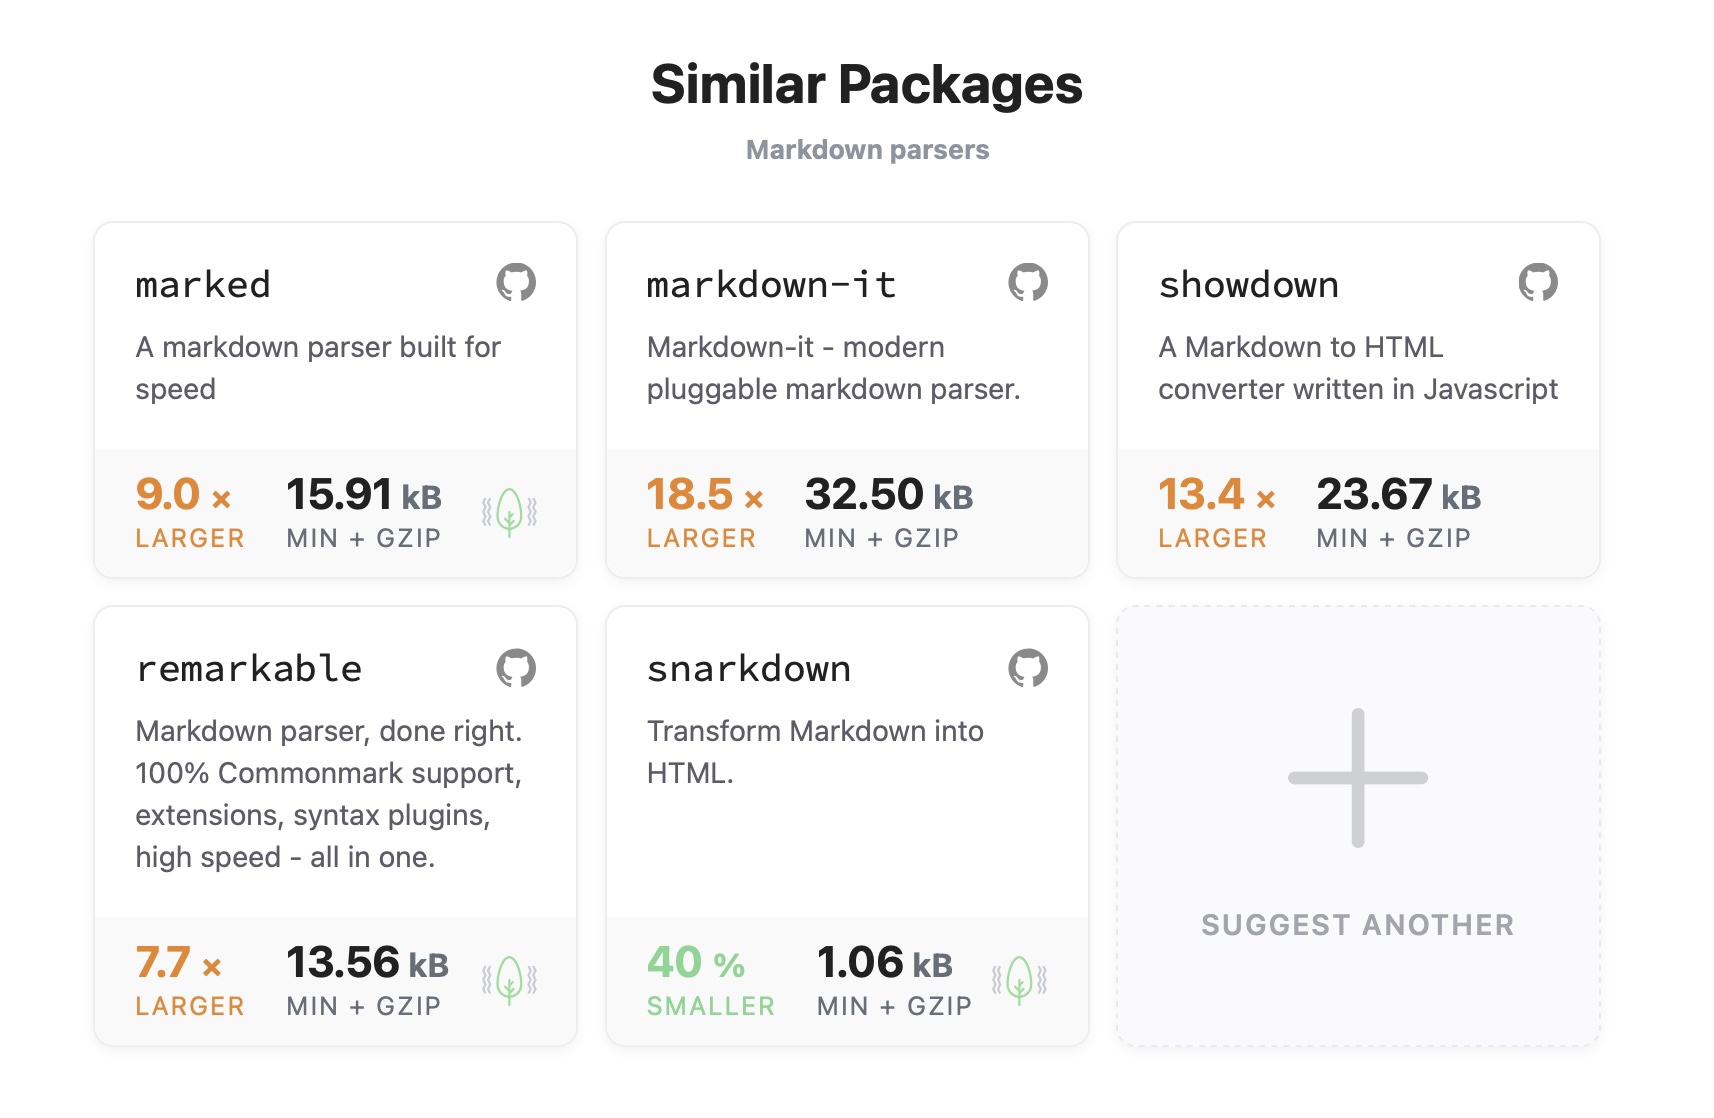 Similar Packages
Markdown parsers
marked
A markdown parser built for
speed
9.0 ×
LARGER
15.91 kB
MIN + GZIP
markdown-it
Markdown-it - modern
pluggable markdown parser.
18.5 ×
LARGER
32.50 kB
MIN + GZIP
showdown
A Markdown to HTML
converter written in Javascript
13.4 ×
LARGER
23.67 kB
MIN + GZIP
remarkable
Markdown parser, done right.
100% Commonmark support,
extensions, syntax plugins,
high speed - all in one.
7.7 ×
LARGER
13.56 kB
MIN + GZIP
snarkdown
Transform Markdown into
HTML.
40 %
SMALLER
1.06 kB
MIN + GZIP
SUGGEST ANOTHER